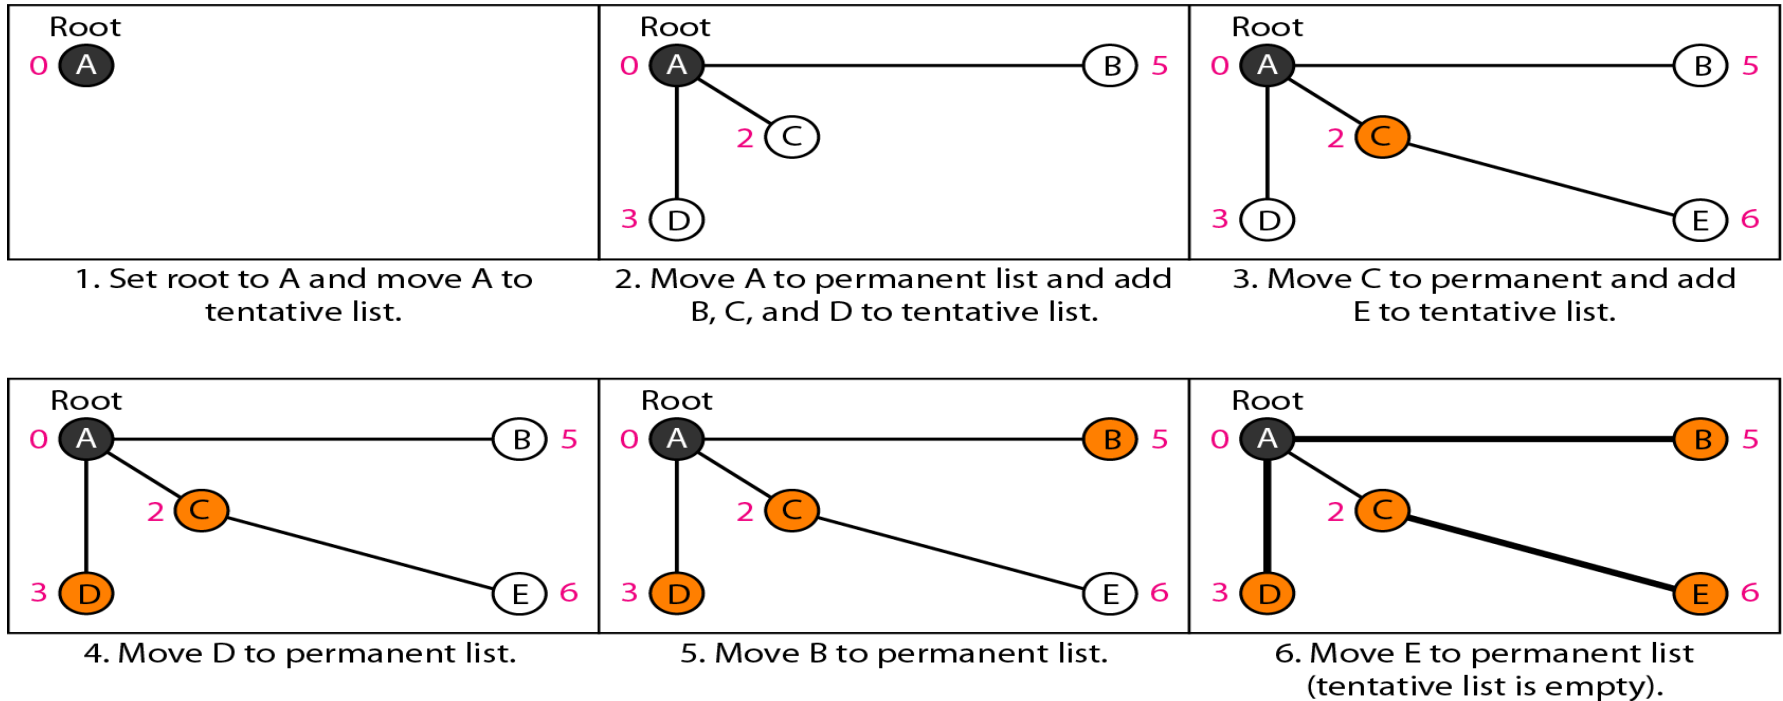 Root
0 A
1. Set root to A and move A to
tentative list.
Root
0 A B 5
2 C
3 D
2. Move A to permanent list and add
B, C, and D to tentative list.
Root
0 A B 5
2 C
3 D E 6
3. Move C to permanent and add
E to tentative list.
Root
0 A B 5
2 C
3 D E 6
4. Move D to permanent list.
Root
0 A B 5
2 C
3 D E 6
5. Move B to permanent list.
Root
0 A B 5
2 C
3 D E 6
6. Move E to permanent list
(tentative list is empty).